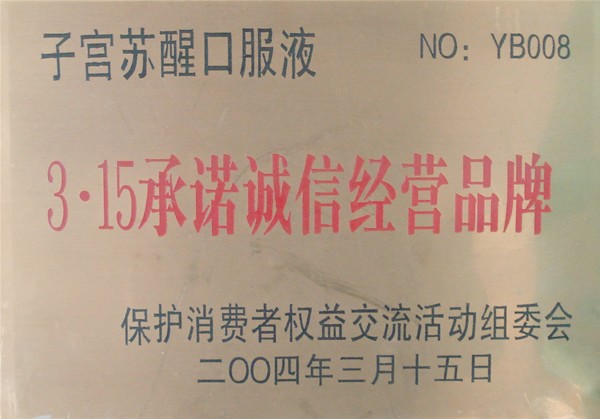 子宫苏醒口服液 NO: YB008
3·15承诺诚信经营品牌
保护消费者权益交流活动组委会
二〇〇四年三月十五日